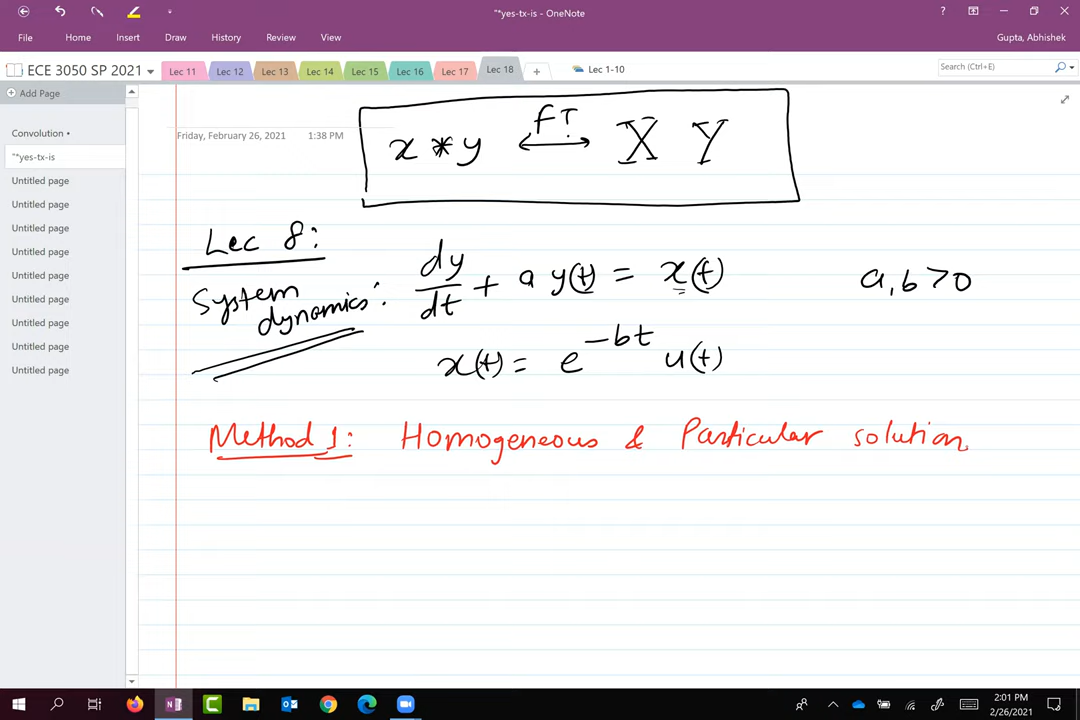 "*yes-tx-is - OneNote
?
File Home Insert Draw History Review View
Gupta, Abhishek
ECE 3050 SP 2021
Lec 11 Lec 12 Lec 13 Lec 14 Lec 15 Lec 16 Lec 17 Lec 18 + Lec 1-10
Search (Ctrl+E)
Add Page
Convolution
"*yes-tx-is
Untitled page
Untitled page
Untitled page
Untitled page
Untitled page
Untitled page
Untitled page
Untitled page
Untitled page
Friday, February 26, 2021 1:38 PM
x * y ⟷ X Y
FT
Lec 8:
System dynamics: dy/dt + a y(t) = x(t) a, b > 0
x(t) = e^{-bt} u(t)
Method 1: Homogeneous & Particular solution
2:01 PM
2/26/2021